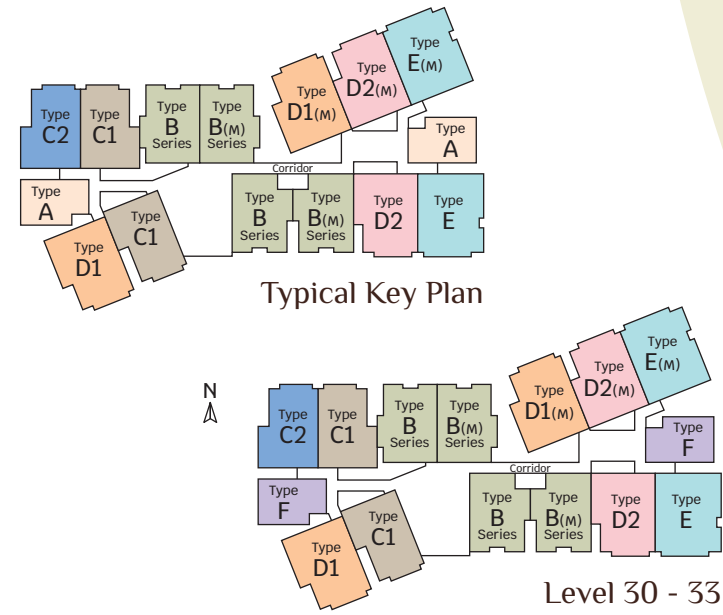 Type
E(M)
Type
D2(M)
Type
D1(M)
Type
C2
Type
C1
Type
B
Series
Type
B(M)
Series
Type
A
Corridor
Type
A
Type
C1
Type
D1
Type
B
Series
Type
B(M)
Series
Type
D2
Type
E
Typical Key Plan
N
Type
E(M)
Type
D2(M)
Type
D1(M)
Type
C2
Type
C1
Type
B
Series
Type
B(M)
Series
Type
F
Corridor
Type
F
Type
C1
Type
D1
Type
B
Series
Type
B(M)
Series
Type
D2
Type
E
Level 30 - 33